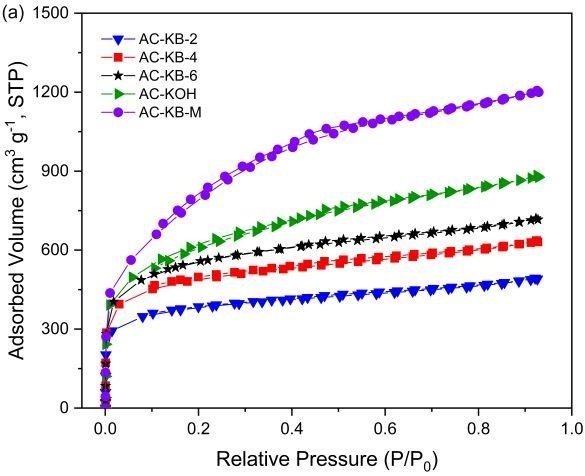 (a)
1500
1200
900
600
300
0
Adsorbed Volume (cm³ g⁻¹, STP)
AC-KB-2
AC-KB-4
AC-KB-6
AC-KOH
AC-KB-M
0.0 0.2 0.4 0.6 0.8 1.0
Relative Pressure (P/P₀)